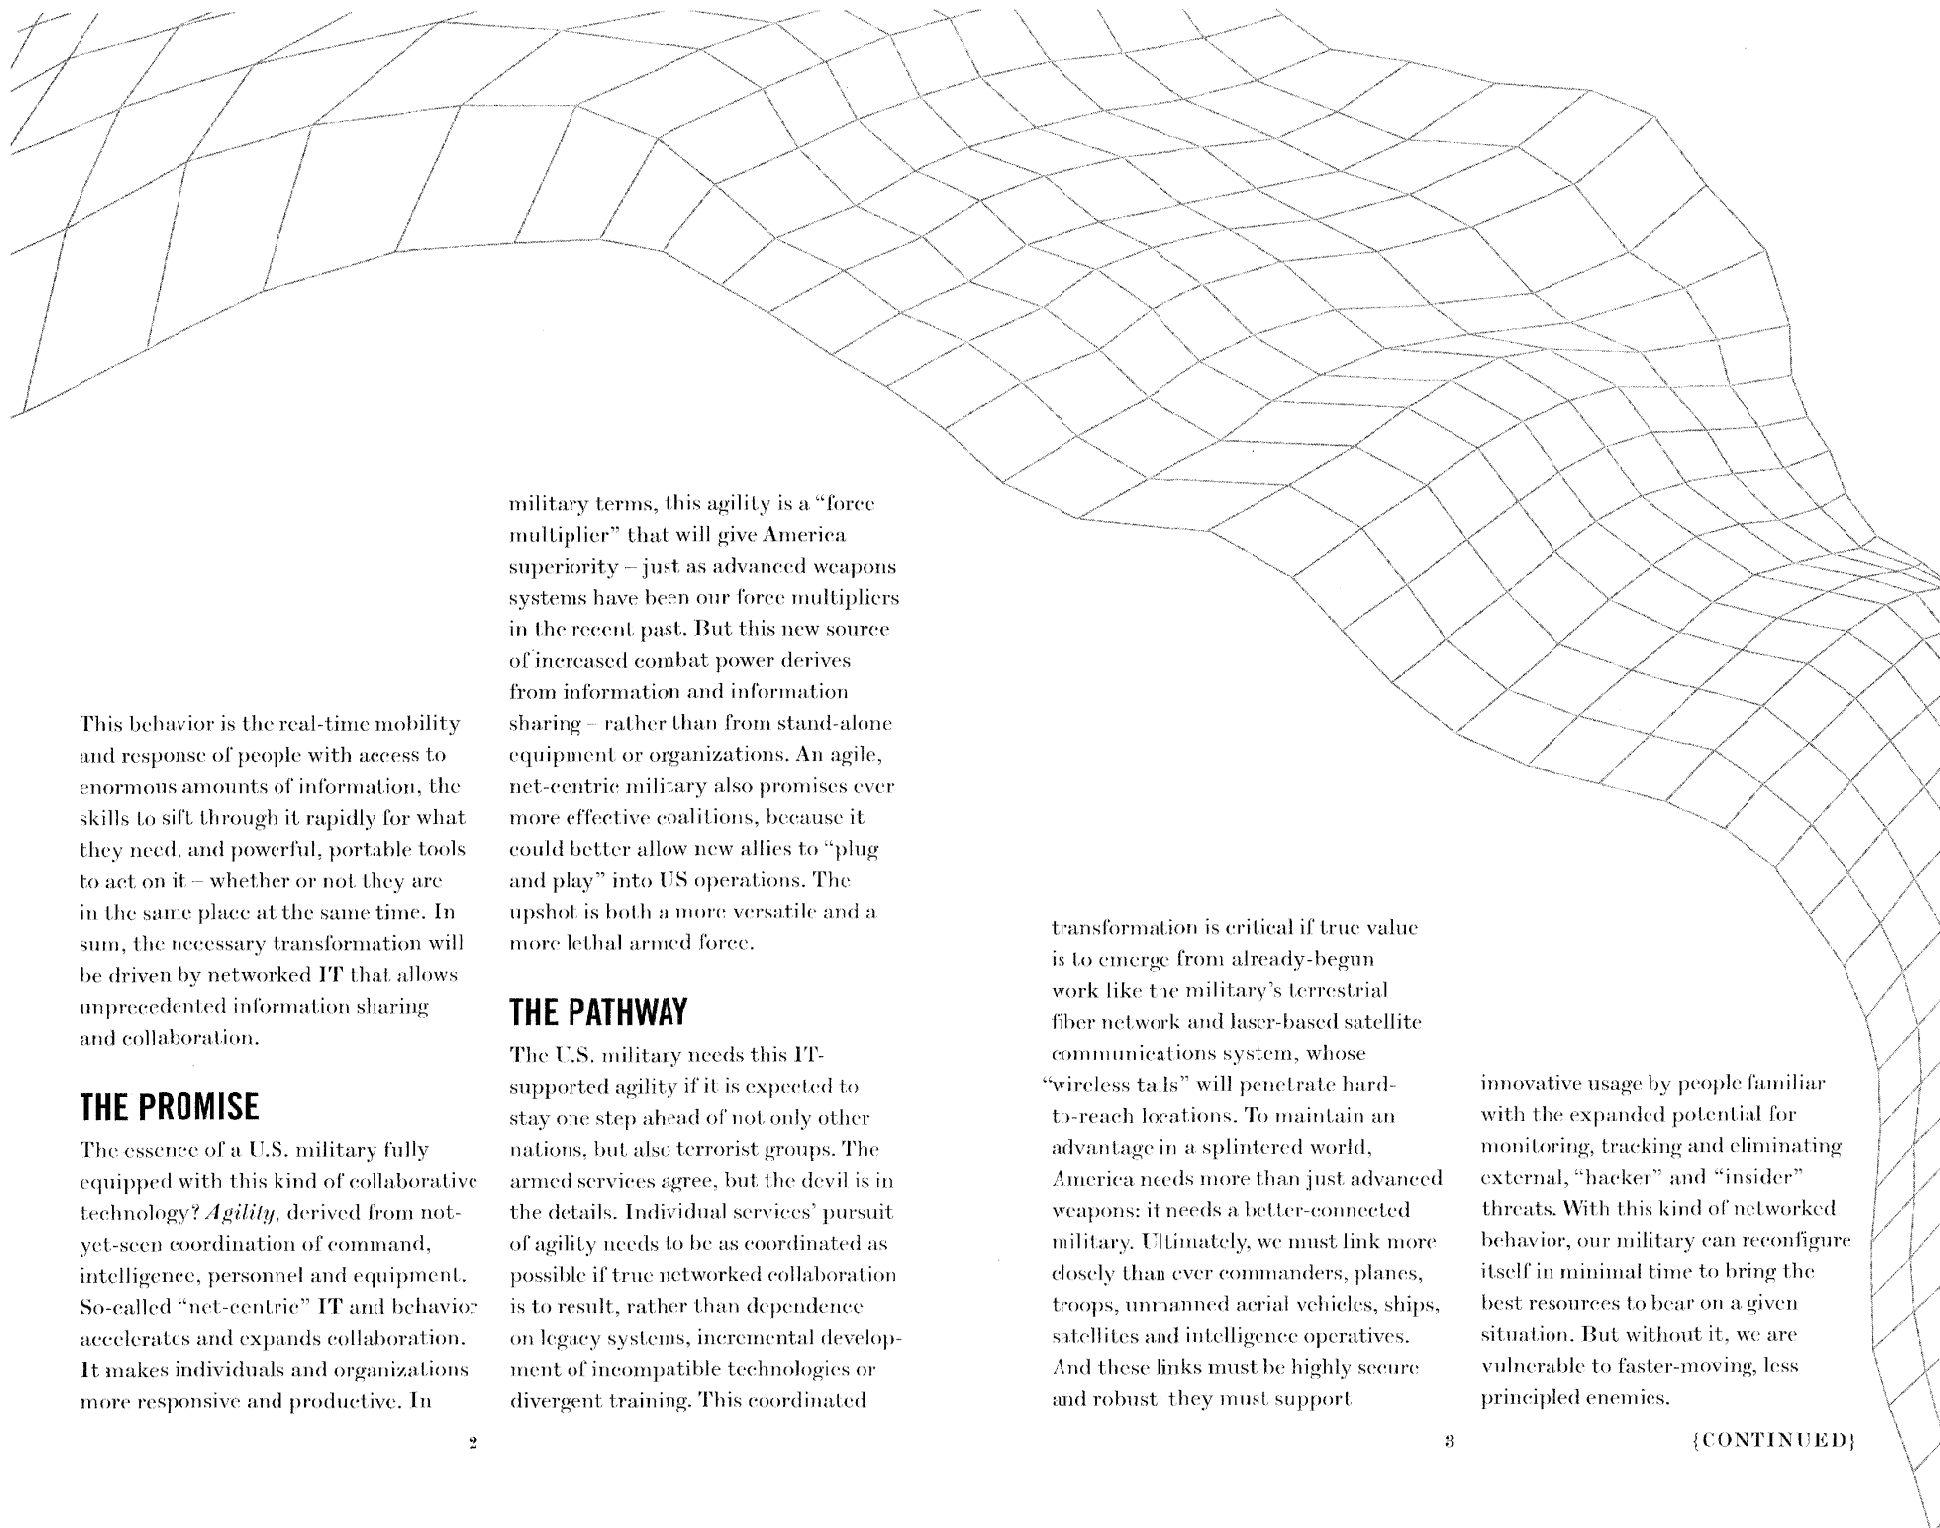 This behavior is the real-time mobility
and response of people with access to
enormous amounts of information, the
skills to sift through it rapidly for what
they need, and powerful, portable tools
to act on it – whether or not they are
in the same place at the same time. In
sum, the necessary transformation will
be driven by networked IT that allows
unprecedented information sharing
and collaboration.
THE PROMISE
The essence of a U.S. military fully
equipped with this kind of collaborative
technology? Agility, derived from not-
yet-seen coordination of command,
intelligence, personnel and equipment.
So-called “net-centric” IT and behavior
accelerates and expands collaboration.
It makes individuals and organizations
more responsive and productive. In
2
military terms, this agility is a “force
multiplier” that will give America
superiority – just as advanced weapons
systems have been our force multipliers
in the recent past. But this new source
of increased combat power derives
from information and information
sharing – rather than from stand-alone
equipment or organizations. An agile,
net-centric military also promises ever
more effective coalitions, because it
could better allow new allies to “plug
and play” into US operations. The
upshot is both a more versatile and a
more lethal armed force.
THE PATHWAY
The U.S. military needs this IT-
supported agility if it is expected to
stay one step ahead of not only other
nations, but also terrorist groups. The
armed services agree, but the devil is in
the details. Individual services’ pursuit
of agility needs to be as coordinated as
possible if true networked collaboration
is to result, rather than dependence
on legacy systems, incremental develop-
ment of incompatible technologies or
divergent training. This coordinated
transformation is critical if true value
is to emerge from already-begun
work like the military’s terrestrial
fiber network and laser-based satellite
communications system, whose
“wireless tails” will penetrate hard-
to-reach locations. To maintain an
advantage in a splintered world,
America needs more than just advanced
weapons: it needs a better-connected
military. Ultimately, we must link more
closely than ever commanders, planes,
troops, unmanned aerial vehicles, ships,
satellites and intelligence operatives.
And these links must be highly secure
and robust they must support
3
innovative usage by people familiar
with the expanded potential for
monitoring, tracking and eliminating
external, “hacker” and “insider”
threats. With this kind of networked
behavior, our military can reconfigure
itself in minimal time to bring the
best resources to bear on a given
situation. But without it, we are
vulnerable to faster-moving, less
principled enemies.
{CONTINUED}